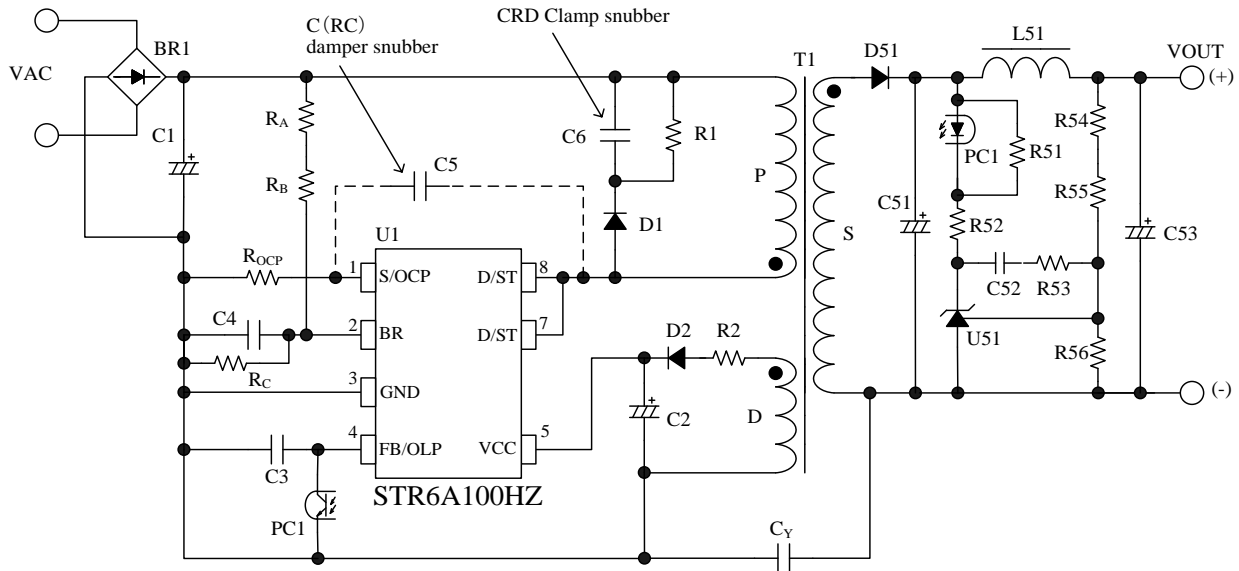 C (RC)
damper snubber
CRD Clamp snubber
BR1
VAC
C1
RA
RB
C5
C6
R1
D1
P
T1
S
D51
L51
VOUT
(+)
PC1
R51
R54
R55
C51
R52
C53
C52
R53
U51
R56
(-)
U1
ROCP
1
S/OCP
D/ST
8
C4
2
BR
D/ST
7
RC
3
GND
D2
R2
C2
D
4
FB/OLP
VCC
5
C3
STR6A100HZ
PC1
CY